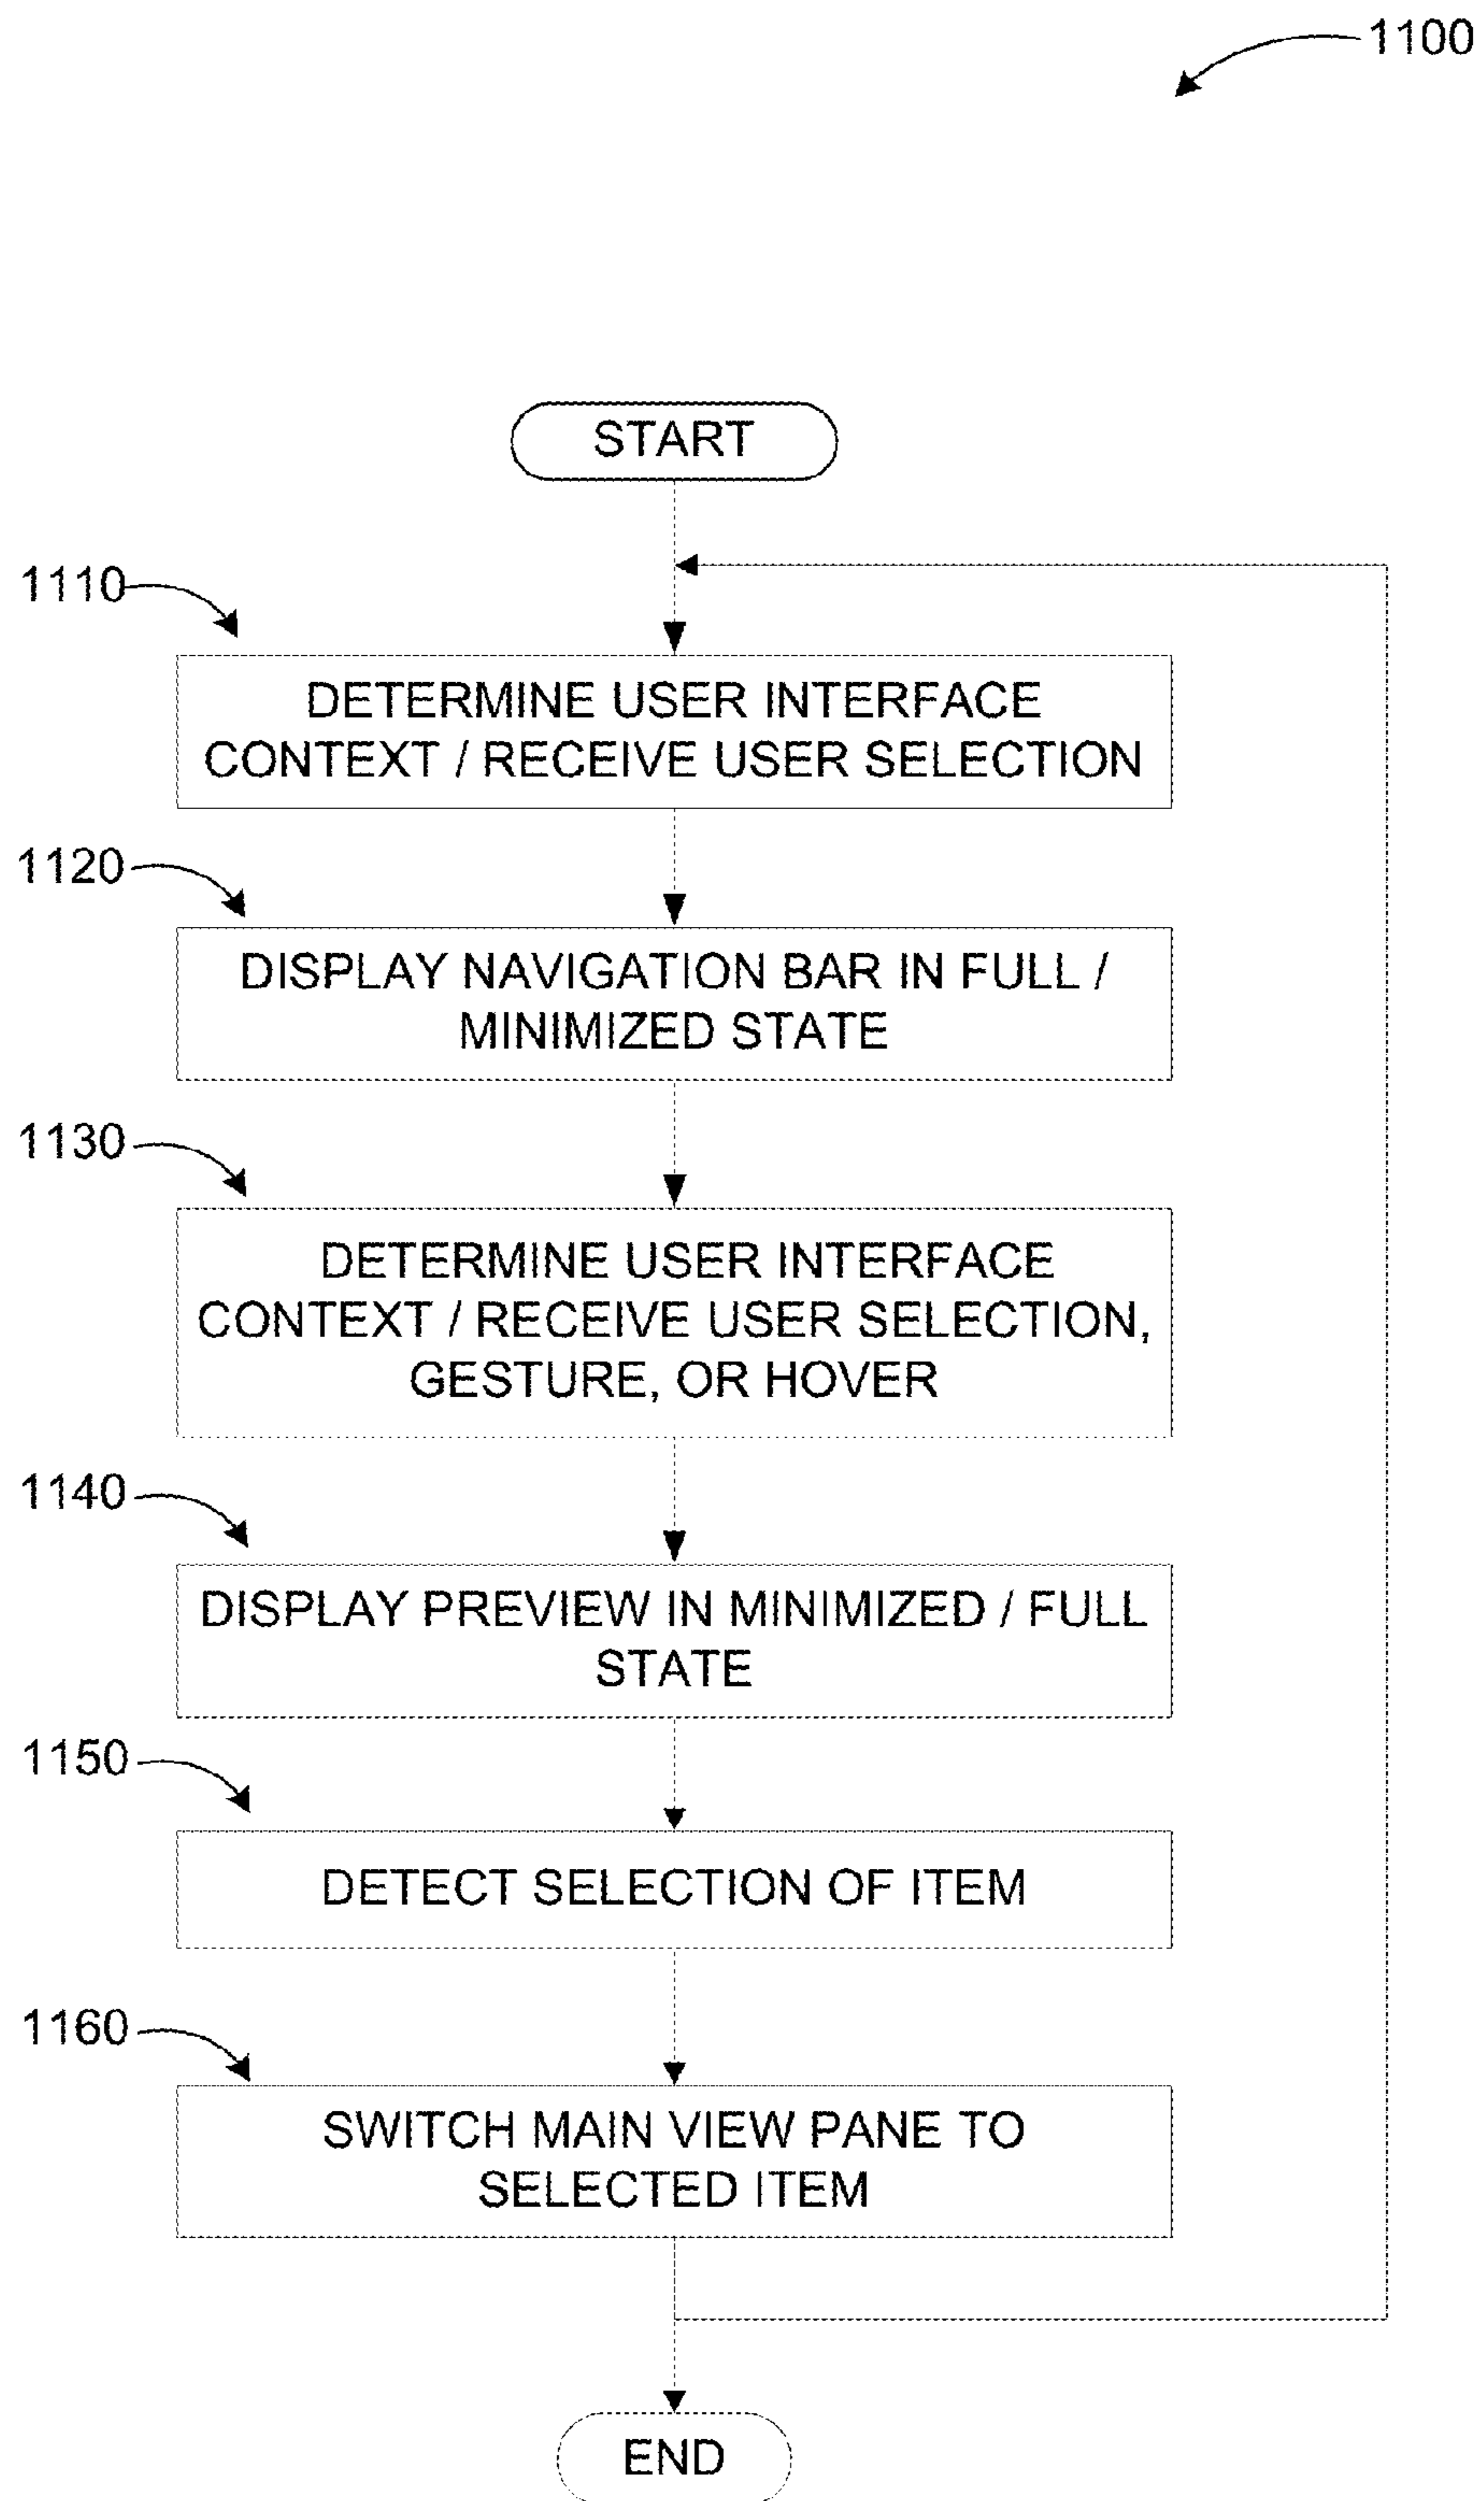 1100
START
1110
DETERMINE USER INTERFACE
CONTEXT / RECEIVE USER SELECTION
1120
DISPLAY NAVIGATION BAR IN FULL /
MINIMIZED STATE
1130
DETERMINE USER INTERFACE
CONTEXT / RECEIVE USER SELECTION,
GESTURE, OR HOVER
1140
DISPLAY PREVIEW IN MINIMIZED / FULL
STATE
1150
DETECT SELECTION OF ITEM
1160
SWITCH MAIN VIEW PANE TO
SELECTED ITEM
END